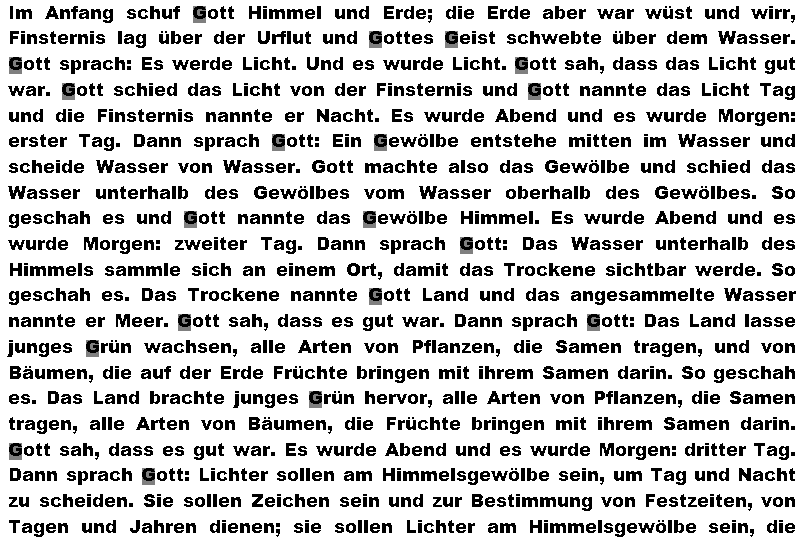 Im Anfang schuf Gott Himmel und Erde; die Erde aber war wüst und wirr,
Finsternis lag über der Urflut und Gottes Geist schwebte über dem Wasser.
Gott sprach: Es werde Licht. Und es wurde Licht. Gott sah, dass das Licht gut
war. Gott schied das Licht von der Finsternis und Gott nannte das Licht Tag
und die Finsternis nannte er Nacht. Es wurde Abend und es wurde Morgen:
erster Tag. Dann sprach Gott: Ein Gewölbe entstehe mitten im Wasser und
scheide Wasser von Wasser. Gott machte also das Gewölbe und schied das
Wasser unterhalb des Gewölbes vom Wasser oberhalb des Gewölbes. So
geschah es und Gott nannte das Gewölbe Himmel. Es wurde Abend und es
wurde Morgen: zweiter Tag. Dann sprach Gott: Das Wasser unterhalb des
Himmels sammle sich an einem Ort, damit das Trockene sichtbar werde. So
geschah es. Das Trockene nannte Gott Land und das angesammelte Wasser
nannte er Meer. Gott sah, dass es gut war. Dann sprach Gott: Das Land lasse
junges Grün wachsen, alle Arten von Pflanzen, die Samen tragen, und von
Bäumen, die auf der Erde Früchte bringen mit ihrem Samen darin. So geschah
es. Das Land brachte junges Grün hervor, alle Arten von Pflanzen, die Samen
tragen, alle Arten von Bäumen, die Früchte bringen mit ihrem Samen darin.
Gott sah, dass es gut war. Es wurde Abend und es wurde Morgen: dritter Tag.
Dann sprach Gott: Lichter sollen am Himmelsgewölbe sein, um Tag und Nacht
zu scheiden. Sie sollen Zeichen sein und zur Bestimmung von Festzeiten, von
Tagen und Jahren dienen; sie sollen Lichter am Himmelsgewölbe sein, die